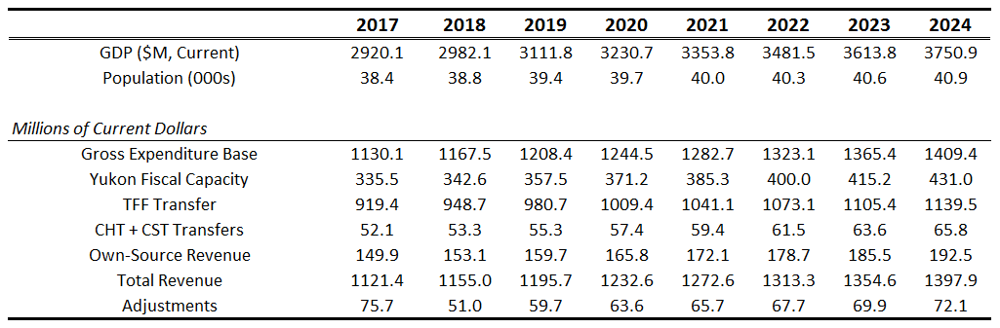 2017 2018 2019 2020 2021 2022 2023 2024
GDP ($M, Current) 2920.1 2982.1 3111.8 3230.7 3353.8 3481.5 3613.8 3750.9
Population (000s) 38.4 38.8 39.4 39.7 40.0 40.3 40.6 40.9
Millions of Current Dollars
Gross Expenditure Base 1130.1 1167.5 1208.4 1244.5 1282.7 1323.1 1365.4 1409.4
Yukon Fiscal Capacity 335.5 342.6 357.5 371.2 385.3 400.0 415.2 431.0
TFF Transfer 919.4 948.7 980.7 1009.4 1041.1 1073.1 1105.4 1139.5
CHT + CST Transfers 52.1 53.3 55.3 57.4 59.4 61.5 63.6 65.8
Own-Source Revenue 149.9 153.1 159.7 165.8 172.1 178.7 185.5 192.5
Total Revenue 1121.4 1155.0 1195.7 1232.6 1272.6 1313.3 1354.6 1397.9
Adjustments 75.7 51.0 59.7 63.6 65.7 67.7 69.9 72.1